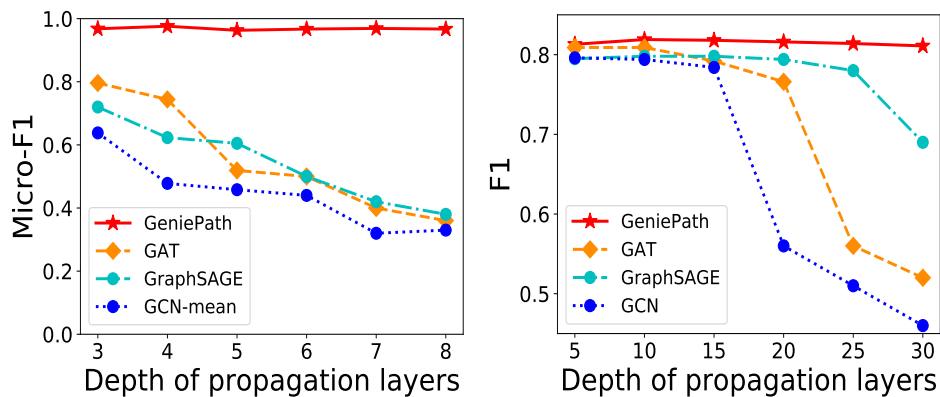 Micro-F1
1.0
0.8
0.6
0.4
0.2
0.0
GeniePath
GAT
GraphSAGE
GCN-mean
3 4 5 6 7 8
Depth of propagation layers
F1
0.8
0.7
0.6
0.5
GeniePath
GAT
GraphSAGE
GCN
5 10 15 20 25 30
Depth of propagation layers